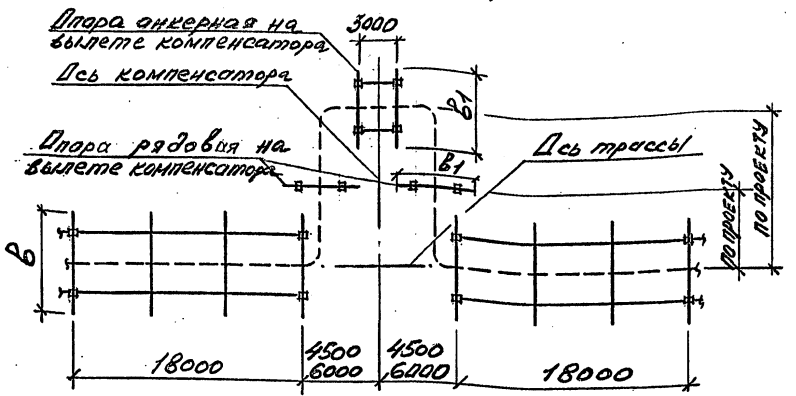 Опора анкерная на
вылете компенсатора
3000
Ось компенсатора
В1
Опора рядовая на
вылете компенсатора
в1
Ось трассы
по проекту
по проекту
В
18000
4500
6000
4500
6000
18000